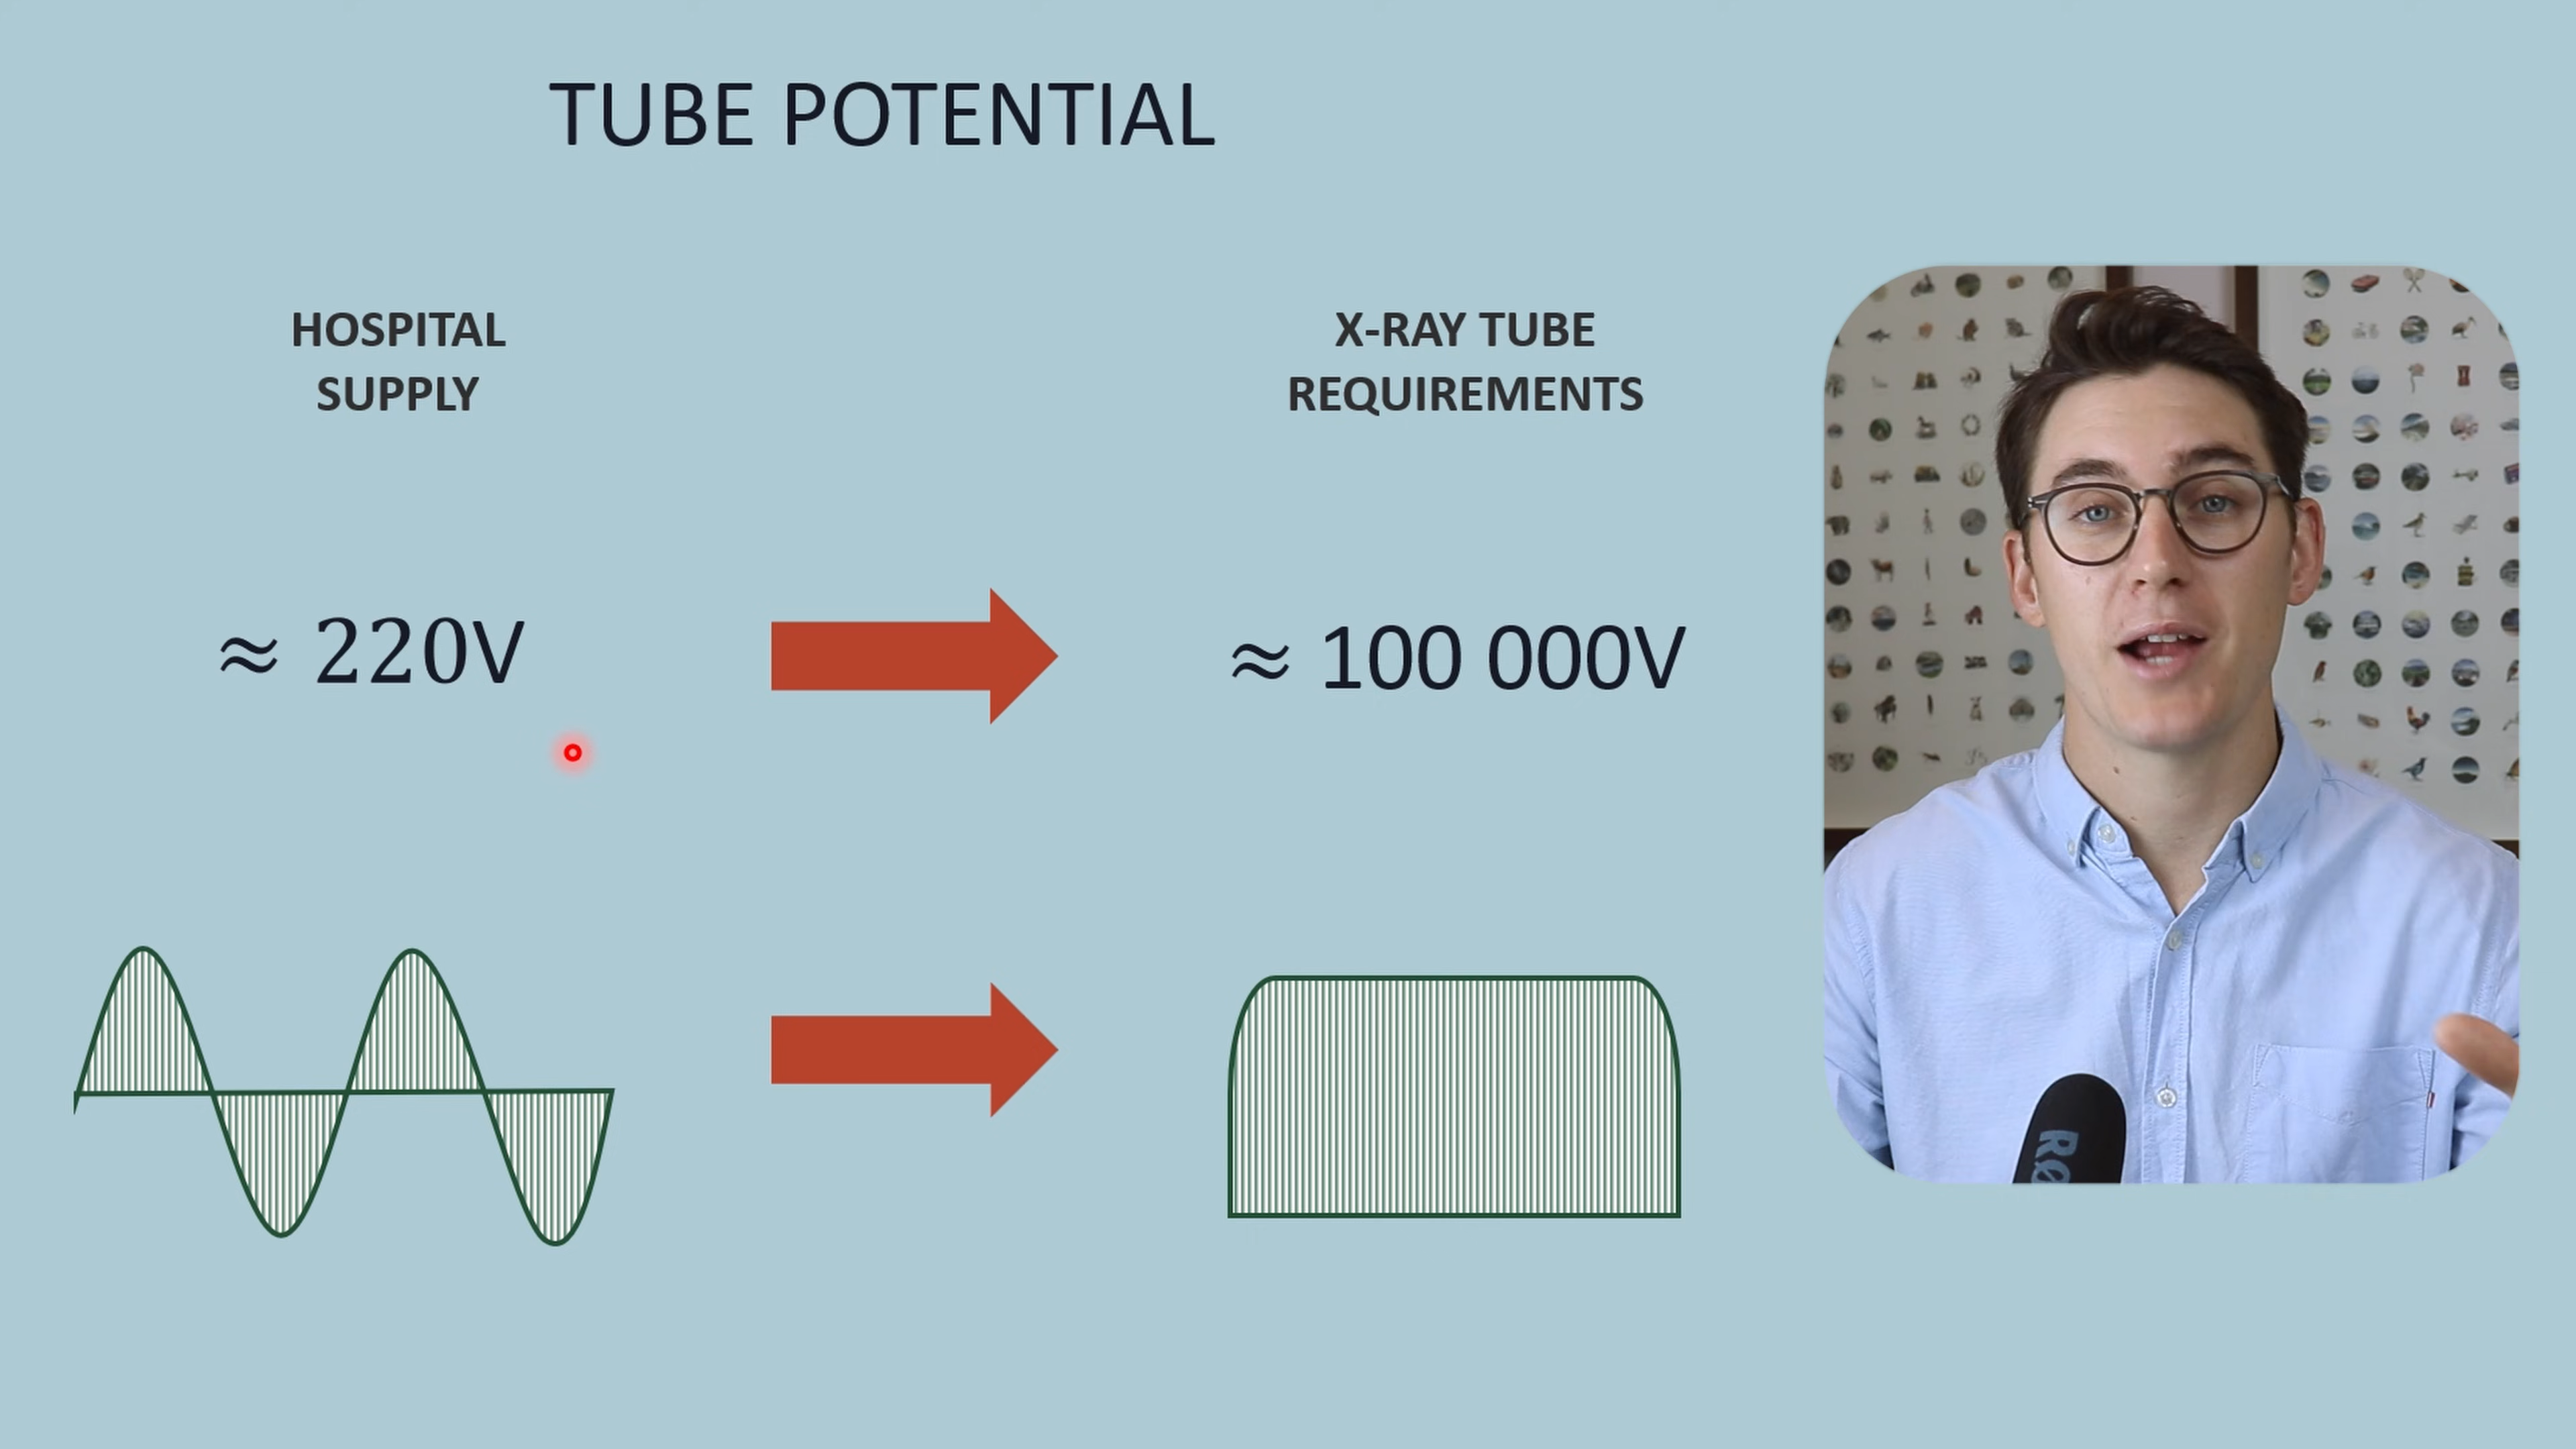 TUBE POTENTIAL
HOSPITAL
SUPPLY
X-RAY TUBE
REQUIREMENTS
≈ 220V
≈ 100 000V